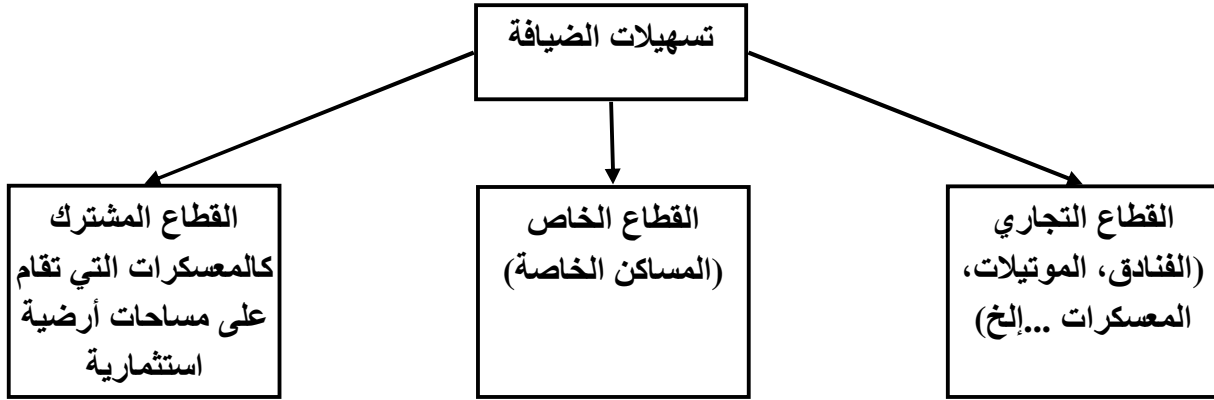 تسهيلات الضيافة
القطاع التجاري
(الفنادق، الموتيلات،
المعسكرات ...إلخ)
القطاع الخاص
(المساكن الخاصة)
القطاع المشترك
كالمعسكرات التي تقام
على مساحات أرضية
استثمارية